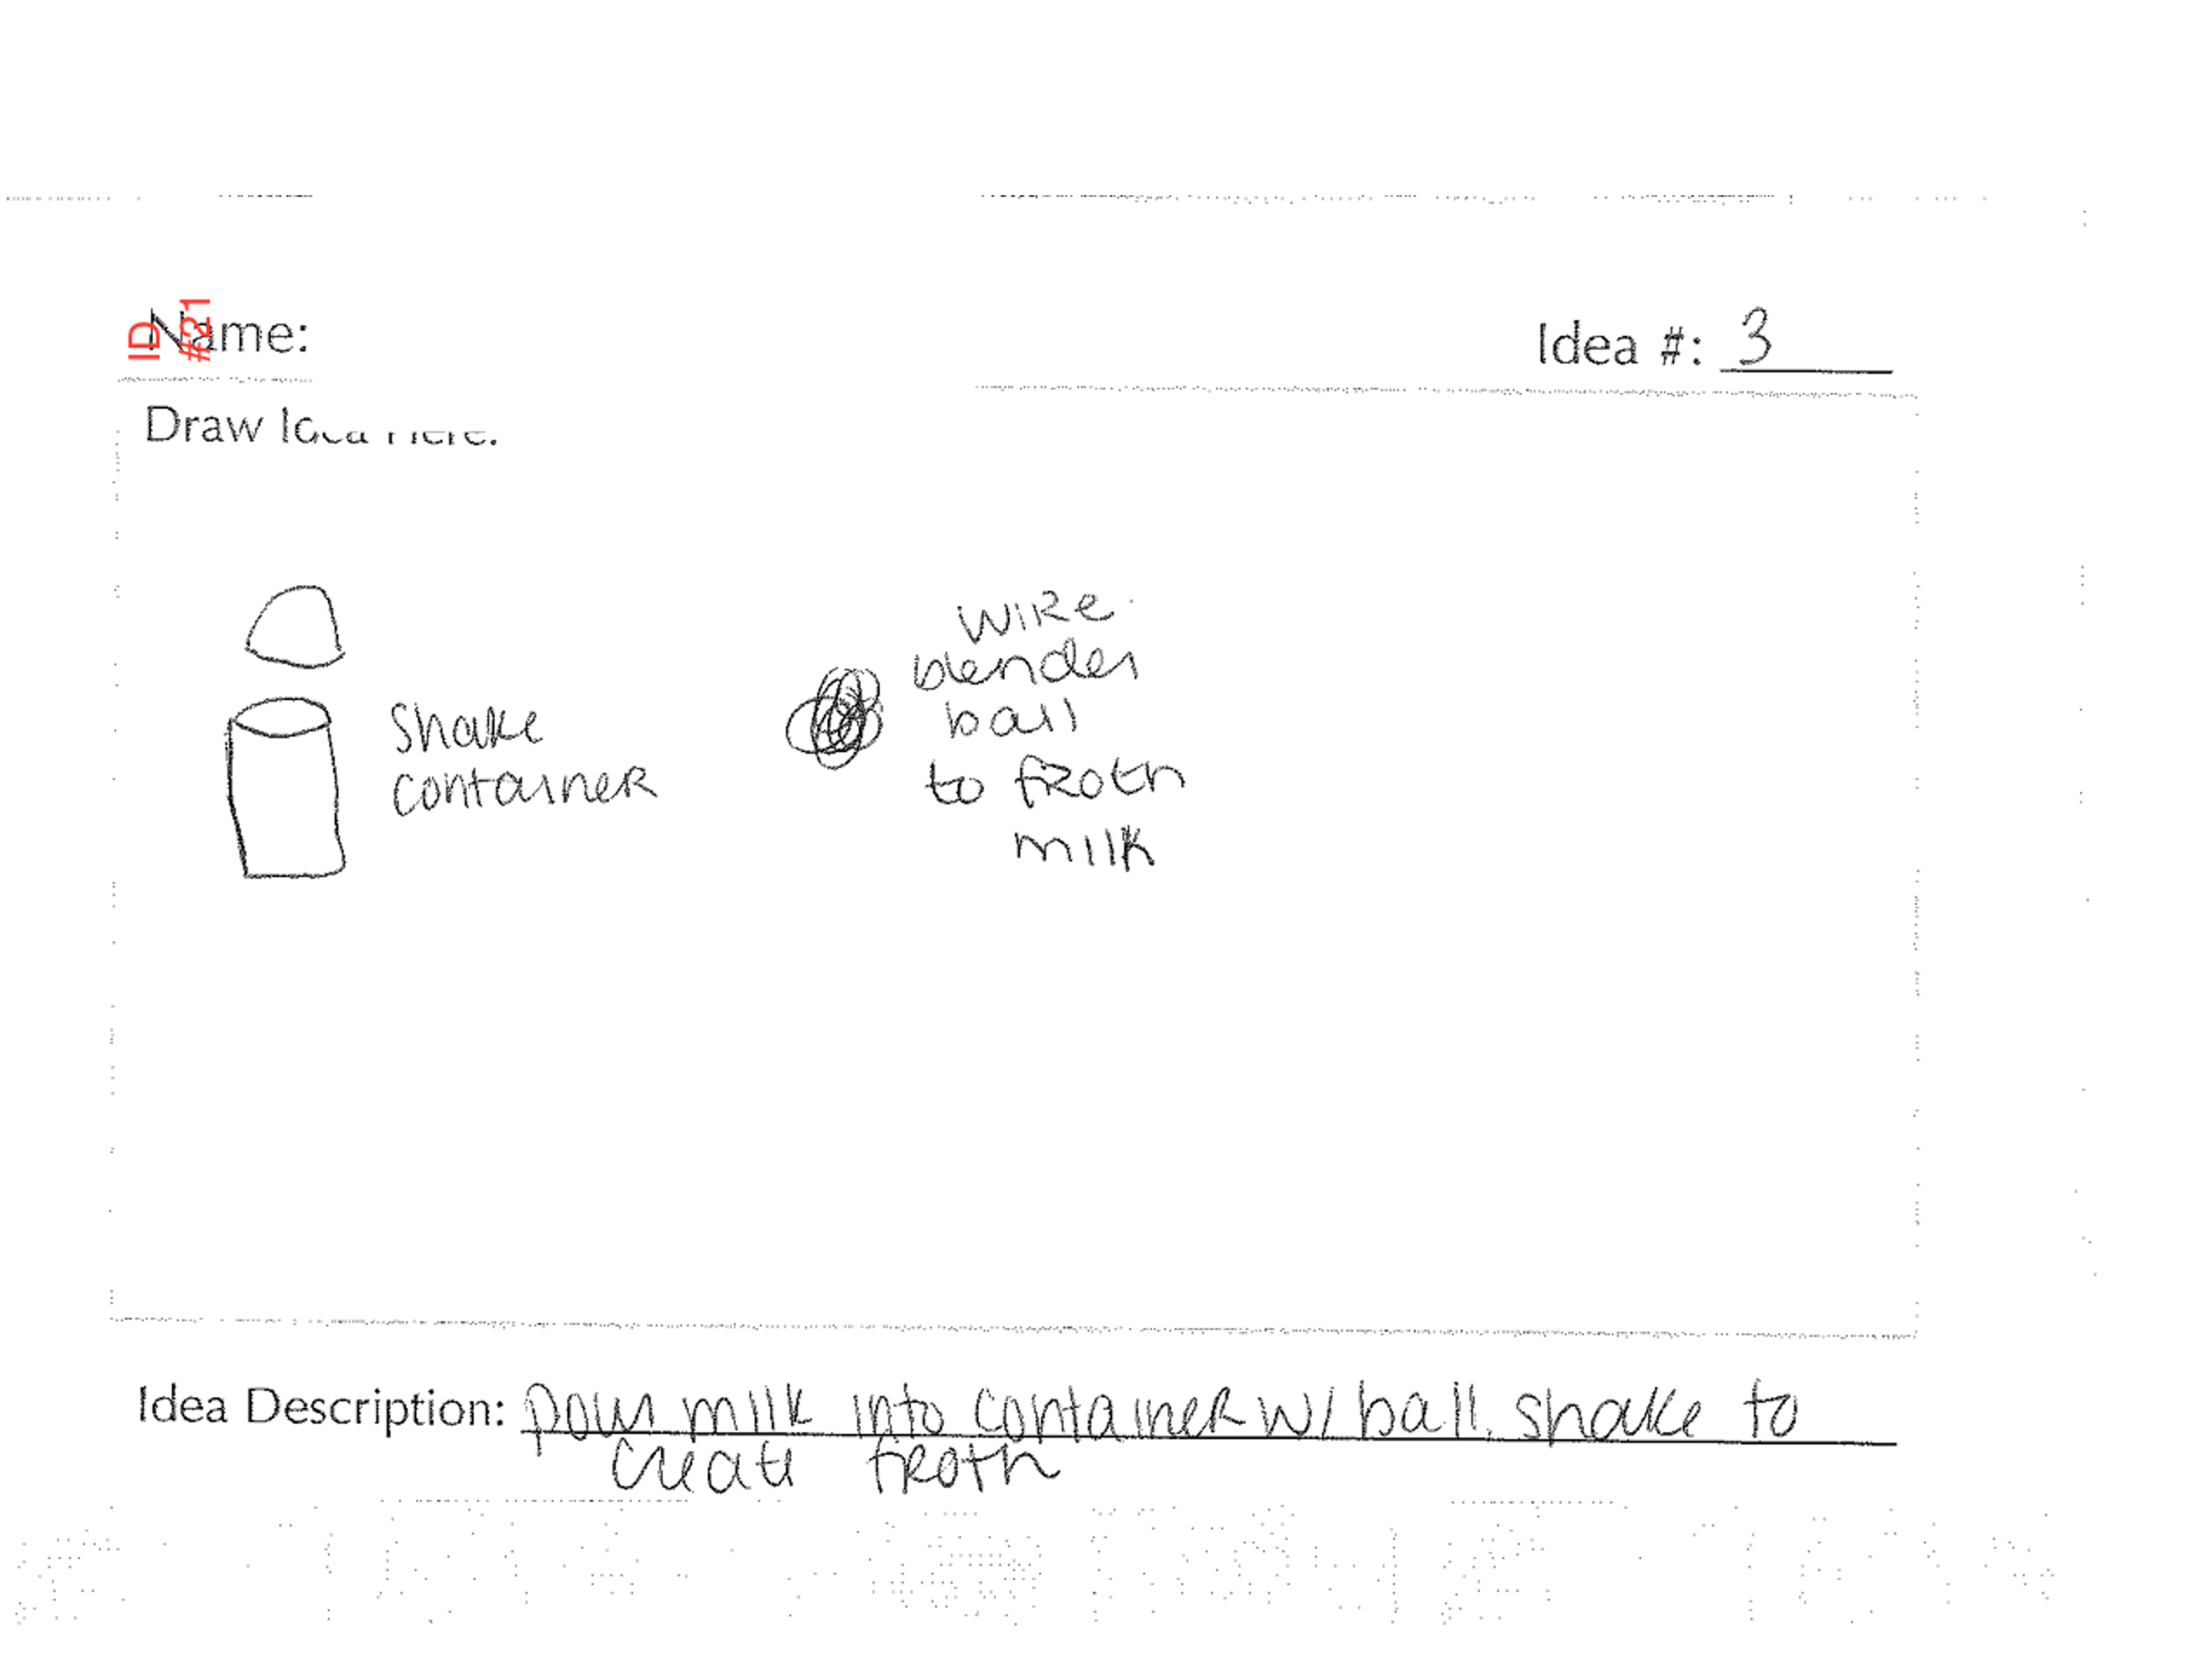 Name:
ID
#321
Idea #: 3
Draw Idea Here:
shake
container
wire
blender
ball
to froth
milk
Idea Description: pour milk into container w/ ball. shake to
create froth